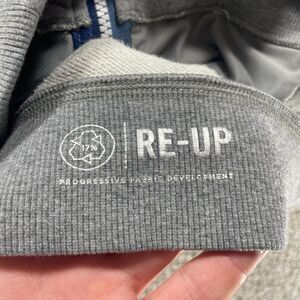 17%
RE-UP
PROGRESSIVE FABRIC DEVELOPMENT